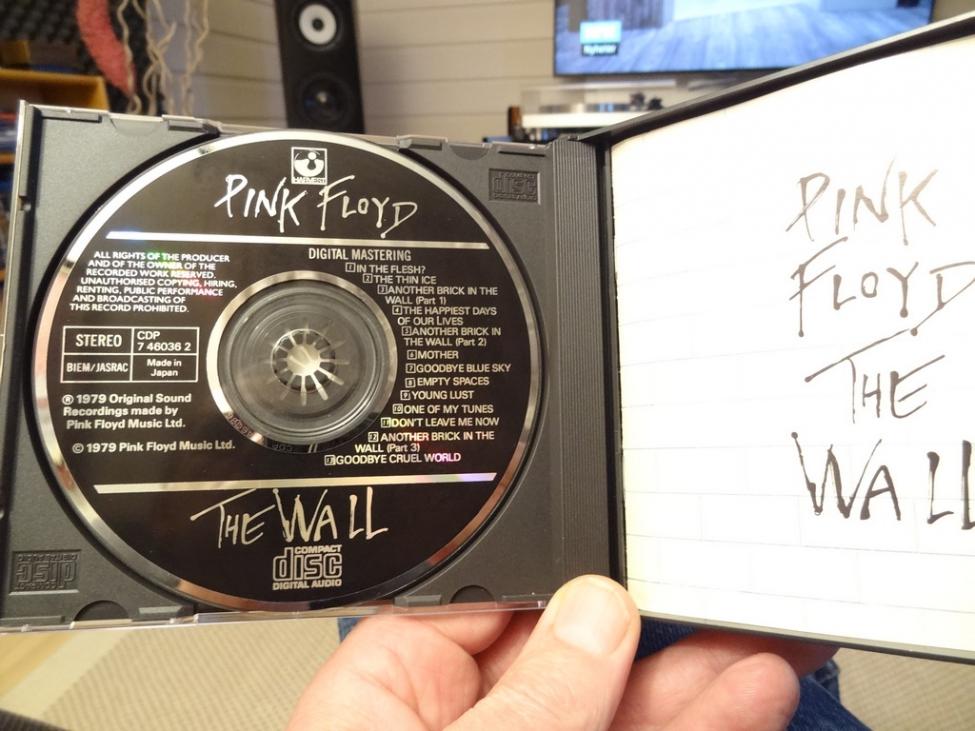 HARVEST
PINK FLOYD
ALL RIGHTS OF THE PRODUCER
AND OF THE OWNER OF THE
RECORDED WORK RESERVED.
UNAUTHORISED COPYING, HIRING,
RENTING, PUBLIC PERFORMANCE
AND BROADCASTING OF
THIS RECORD PROHIBITED.
STEREO
CDP
7 46036 2
BIEM/JASRAC
Made in
Japan
℗ 1979 Original Sound
Recordings made by
Pink Floyd Music Ltd.
© 1979 Pink Floyd Music Ltd.
DIGITAL MASTERING
1 IN THE FLESH?
2 THE THIN ICE
3 ANOTHER BRICK IN THE
WALL (Part 1)
4 THE HAPPIEST DAYS
OF OUR LIVES
5 ANOTHER BRICK IN
THE WALL (Part 2)
6 MOTHER
7 GOODBYE BLUE SKY
8 EMPTY SPACES
9 YOUNG LUST
10 ONE OF MY TUNES
11 DON'T LEAVE ME NOW
12 ANOTHER BRICK IN THE
WALL (Part 3)
13 GOODBYE CRUEL WORLD
THE WALL
COMPACT
disc
DIGITAL AUDIO
COMPACT
disc
PINK
FLOYD
THE
WALL
Nyheter